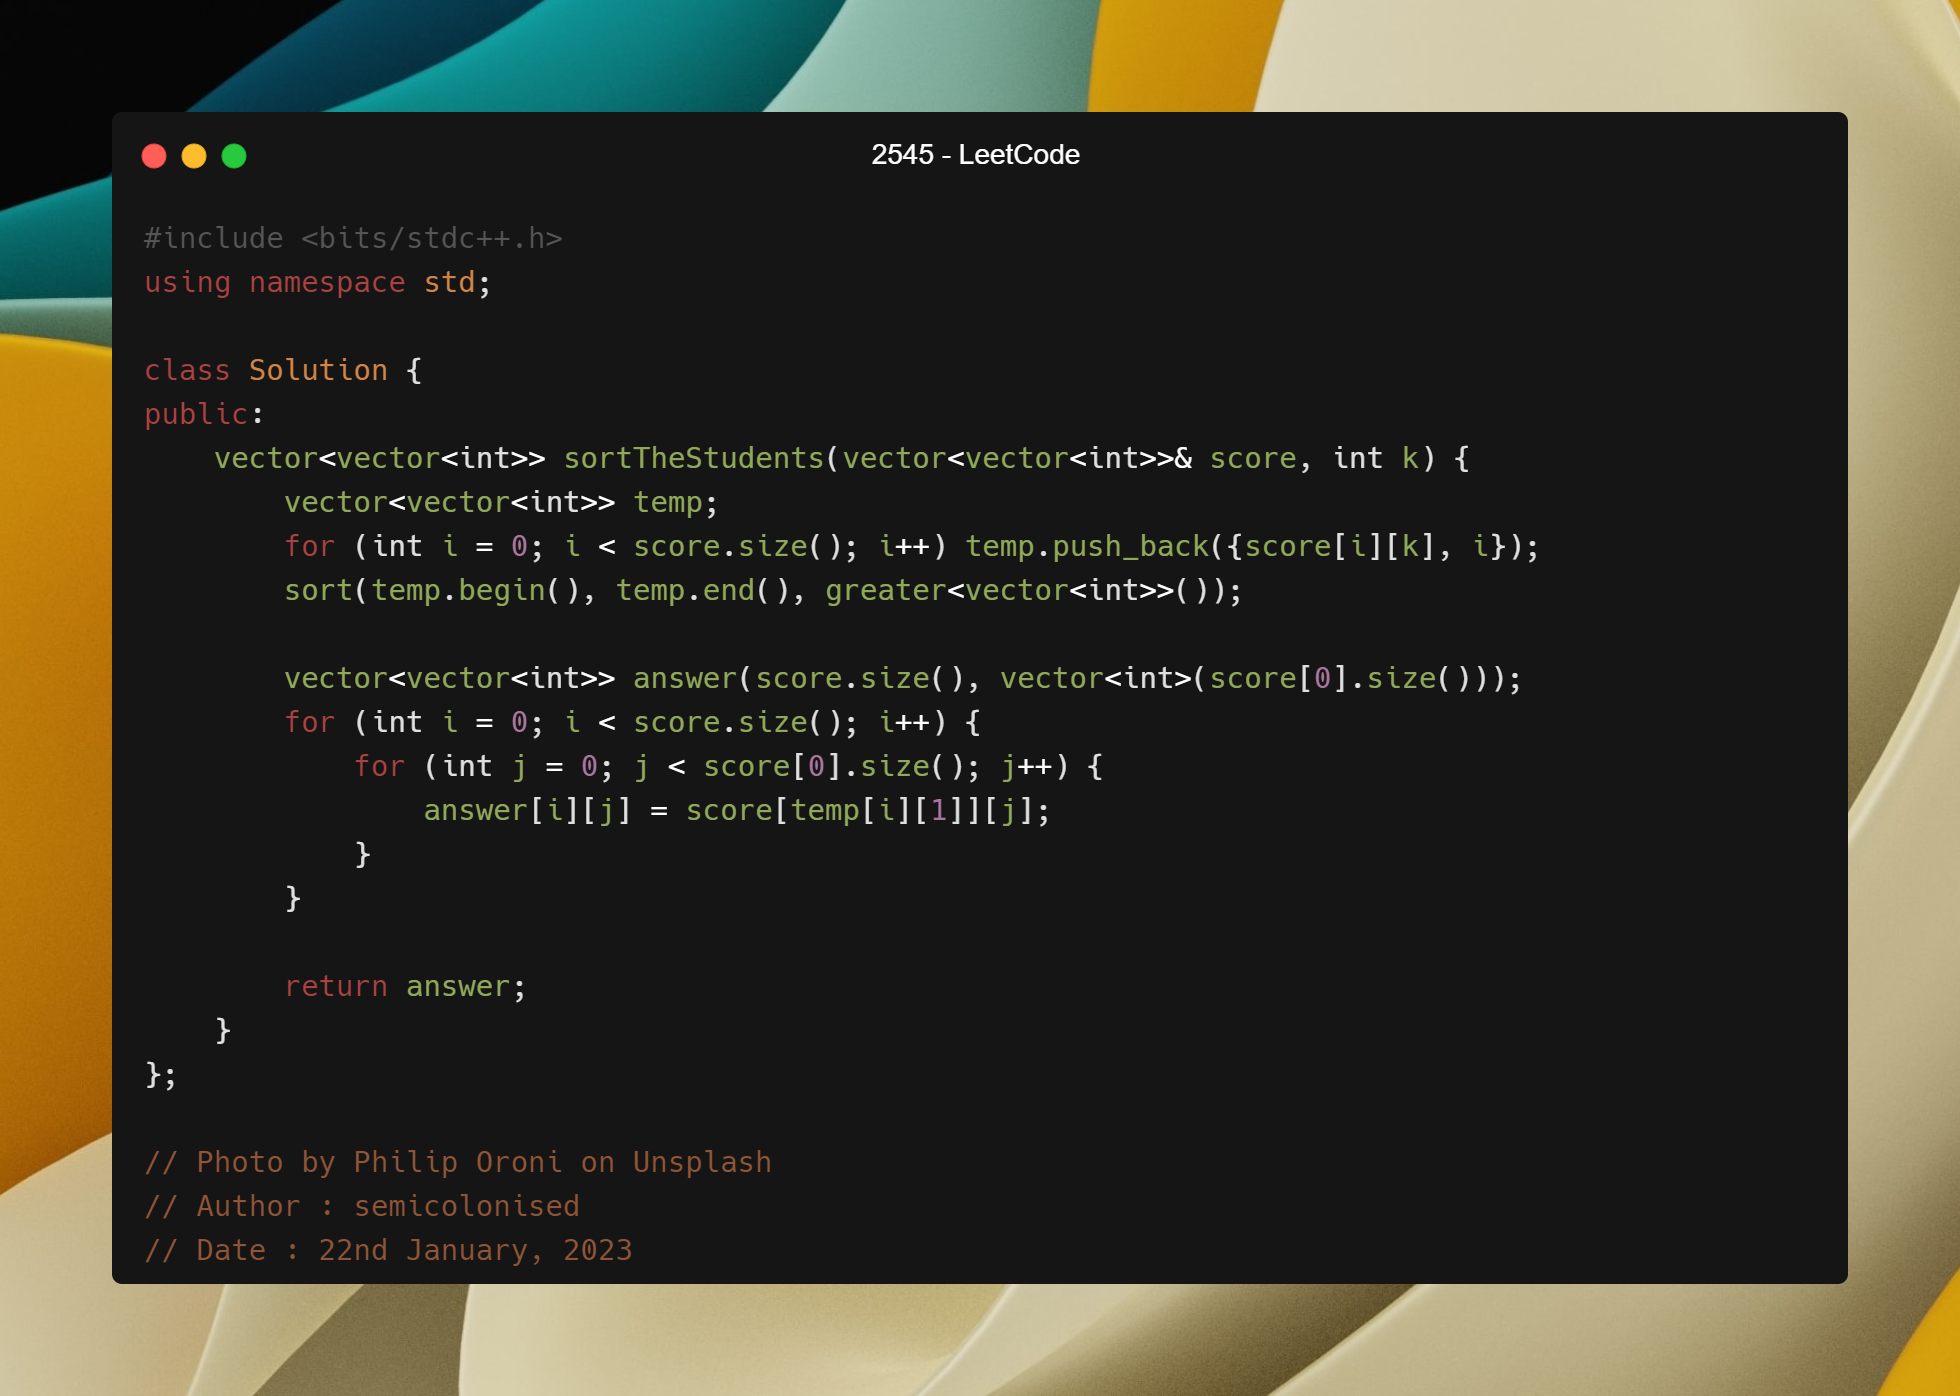 2545 - LeetCode
#include <bits/stdc++.h>
using namespace std;
class Solution {
public:
    vector<vector<int>> sortTheStudents(vector<vector<int>>& score, int k) {
        vector<vector<int>> temp;
        for (int i = 0; i < score.size(); i++) temp.push_back({score[i][k], i});
        sort(temp.begin(), temp.end(), greater<vector<int>>());
        vector<vector<int>> answer(score.size(), vector<int>(score[0].size()));
        for (int i = 0; i < score.size(); i++) {
            for (int j = 0; j < score[0].size(); j++) {
                answer[i][j] = score[temp[i][1]][j];
            }
        }
        return answer;
    }
};
// Photo by Philip Oroni on Unsplash
// Author : semicolonised
// Date : 22nd January, 2023